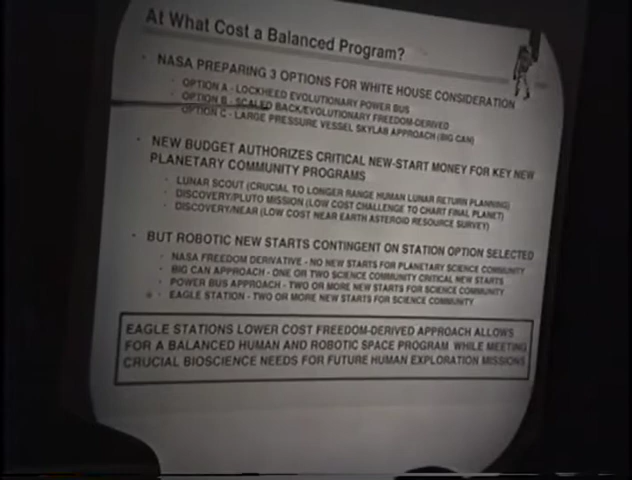 At What Cost a Balanced Program?
· NASA PREPARING 3 OPTIONS FOR WHITE HOUSE CONSIDERATION
· OPTION A - LOCKHEED EVOLUTIONARY POWER BUS
· OPTION B - SCALED BACK/EVOLUTIONARY FREEDOM-DERIVED
OPTION C - LARGE PRESSURE VESSEL SKYLAB APPROACH (BIG CAN)
· NEW BUDGET AUTHORIZES CRITICAL NEW-START MONEY FOR KEY NEW
PLANETARY COMMUNITY PROGRAMS
· LUNAR SCOUT (CRUCIAL TO LONGER RANGE HUMAN LUNAR RETURN PLANNING)
· DISCOVERY/PLUTO MISSION (LOW COST CHALLENGE TO CHART FINAL PLANET)
· DISCOVERY/NEAR (LOW COST NEAR EARTH ASTEROID RESOURCE SURVEY)
· BUT ROBOTIC NEW STARTS CONTINGENT ON STATION OPTION SELECTED
· NASA FREEDOM DERIVATIVE - NO NEW STARTS FOR PLANETARY SCIENCE COMMUNITY
· BIG CAN APPROACH - ONE OR TWO SCIENCE COMMUNITY CRITICAL NEW STARTS
· POWER BUS APPROACH - TWO OR MORE NEW STARTS FOR SCIENCE COMMUNITY
· EAGLE STATION - TWO OR MORE NEW STARTS FOR SCIENCE COMMUNITY
EAGLE STATIONS LOWER COST FREEDOM-DERIVED APPROACH ALLOWS
FOR A BALANCED HUMAN AND ROBOTIC SPACE PROGRAM WHILE MEETING
CRUCIAL BIOSCIENCE NEEDS FOR FUTURE HUMAN EXPLORATION MISSIONS